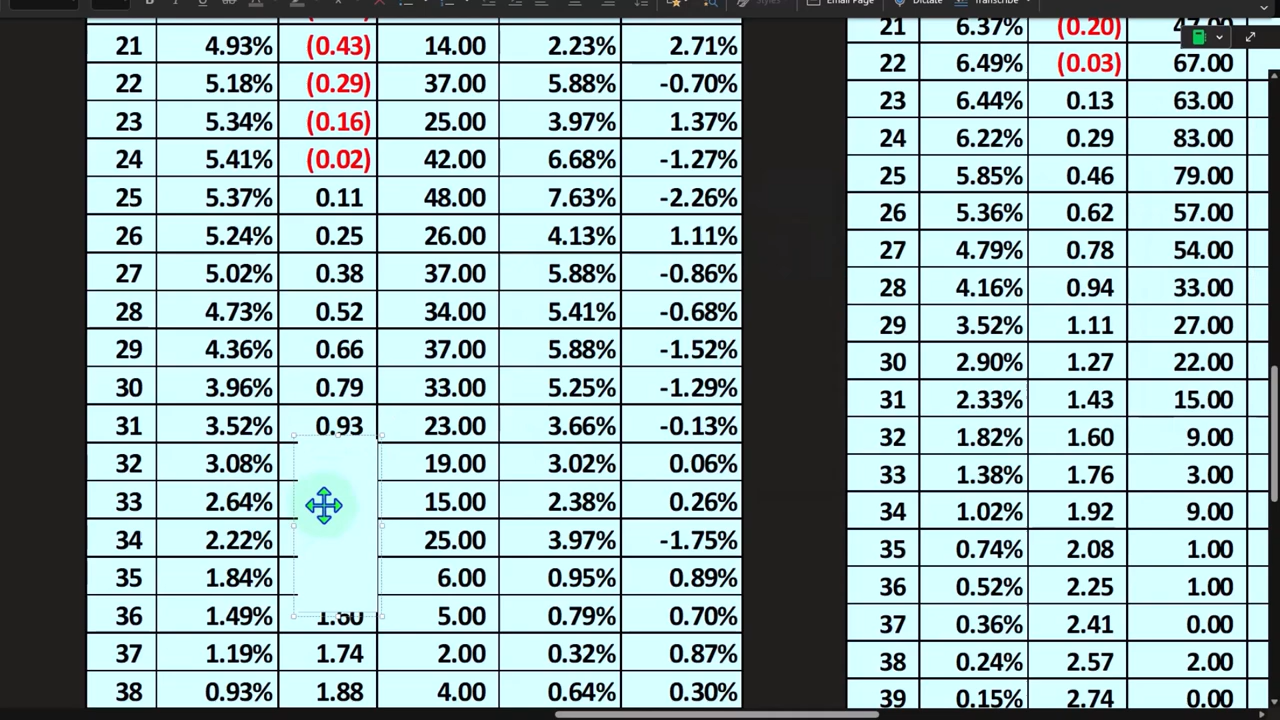 Email Page
Dictate
Transcribe
21 4.93% (0.43) 14.00 2.23% 2.71%
22 5.18% (0.29) 37.00 5.88% -0.70%
23 5.34% (0.16) 25.00 3.97% 1.37%
24 5.41% (0.02) 42.00 6.68% -1.27%
25 5.37% 0.11 48.00 7.63% -2.26%
26 5.24% 0.25 26.00 4.13% 1.11%
27 5.02% 0.38 37.00 5.88% -0.86%
28 4.73% 0.52 34.00 5.41% -0.68%
29 4.36% 0.66 37.00 5.88% -1.52%
30 3.96% 0.79 33.00 5.25% -1.29%
31 3.52% 0.93 23.00 3.66% -0.13%
32 3.08% 19.00 3.02% 0.06%
33 2.64% 15.00 2.38% 0.26%
34 2.22% 25.00 3.97% -1.75%
35 1.84% 6.00 0.95% 0.89%
36 1.49% 1.60 5.00 0.79% 0.70%
37 1.19% 1.74 2.00 0.32% 0.87%
38 0.93% 1.88 4.00 0.64% 0.30%
21 6.37% (0.20) 47.00
22 6.49% (0.03) 67.00
23 6.44% 0.13 63.00
24 6.22% 0.29 83.00
25 5.85% 0.46 79.00
26 5.36% 0.62 57.00
27 4.79% 0.78 54.00
28 4.16% 0.94 33.00
29 3.52% 1.11 27.00
30 2.90% 1.27 22.00
31 2.33% 1.43 15.00
32 1.82% 1.60 9.00
33 1.38% 1.76 3.00
34 1.02% 1.92 9.00
35 0.74% 2.08 1.00
36 0.52% 2.25 1.00
37 0.36% 2.41 0.00
38 0.24% 2.57 2.00
39 0.15% 2.74 0.00